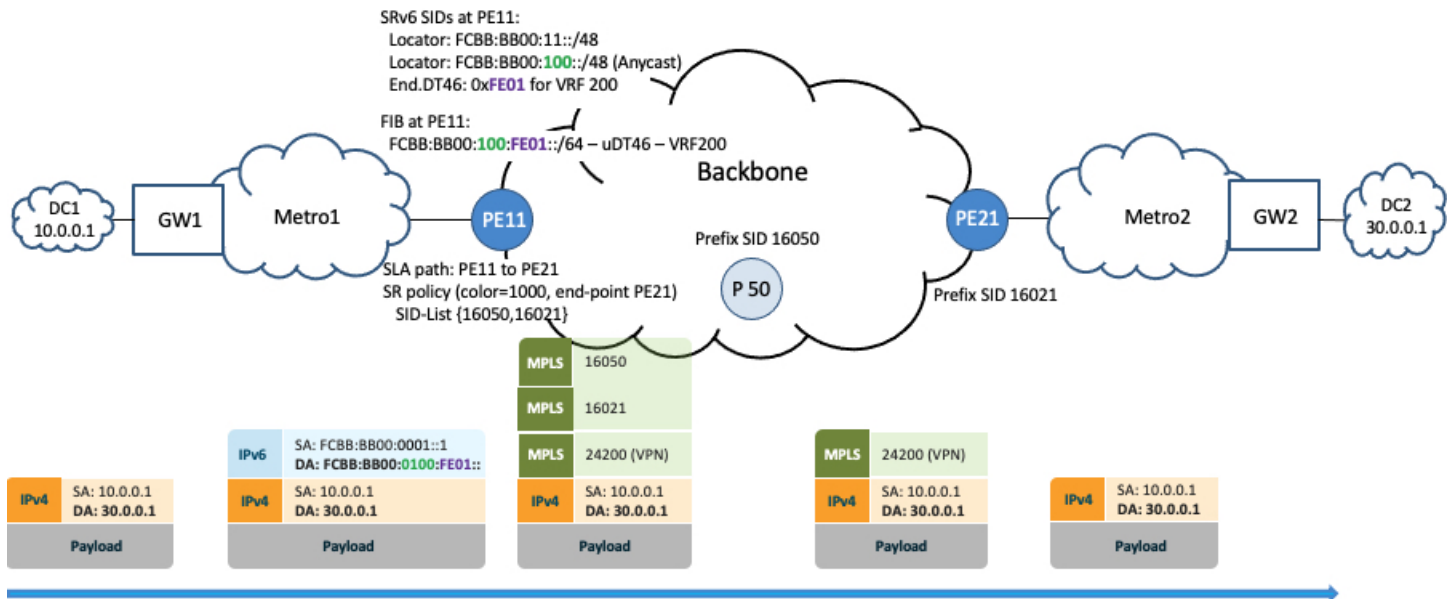 SRv6 SIDs at PE11:
Locator: FCBB:BB00:11::/48
Locator: FCBB:BB00:100::/48 (Anycast)
End.DT46: 0xFE01 for VRF 200
FIB at PE11:
FCBB:BB00:100:FE01::/64 – uDT46 – VRF200
Backbone
DC1
10.0.0.1
GW1
Metro1
PE11
Prefix SID 16050
P 50
PE21
Metro2
GW2
DC2
30.0.0.1
SLA path: PE11 to PE21
SR policy (color=1000, end-point PE21)
SID-List {16050,16021}
Prefix SID 16021
IPv4
SA: 10.0.0.1
DA: 30.0.0.1
Payload
IPv6
SA: FCBB:BB00:0001::1
DA: FCBB:BB00:0100:FE01::
IPv4
SA: 10.0.0.1
DA: 30.0.0.1
Payload
MPLS 16050
MPLS 16021
MPLS 24200 (VPN)
IPv4
SA: 10.0.0.1
DA: 30.0.0.1
Payload
MPLS 24200 (VPN)
IPv4
SA: 10.0.0.1
DA: 30.0.0.1
Payload
IPv4
SA: 10.0.0.1
DA: 30.0.0.1
Payload